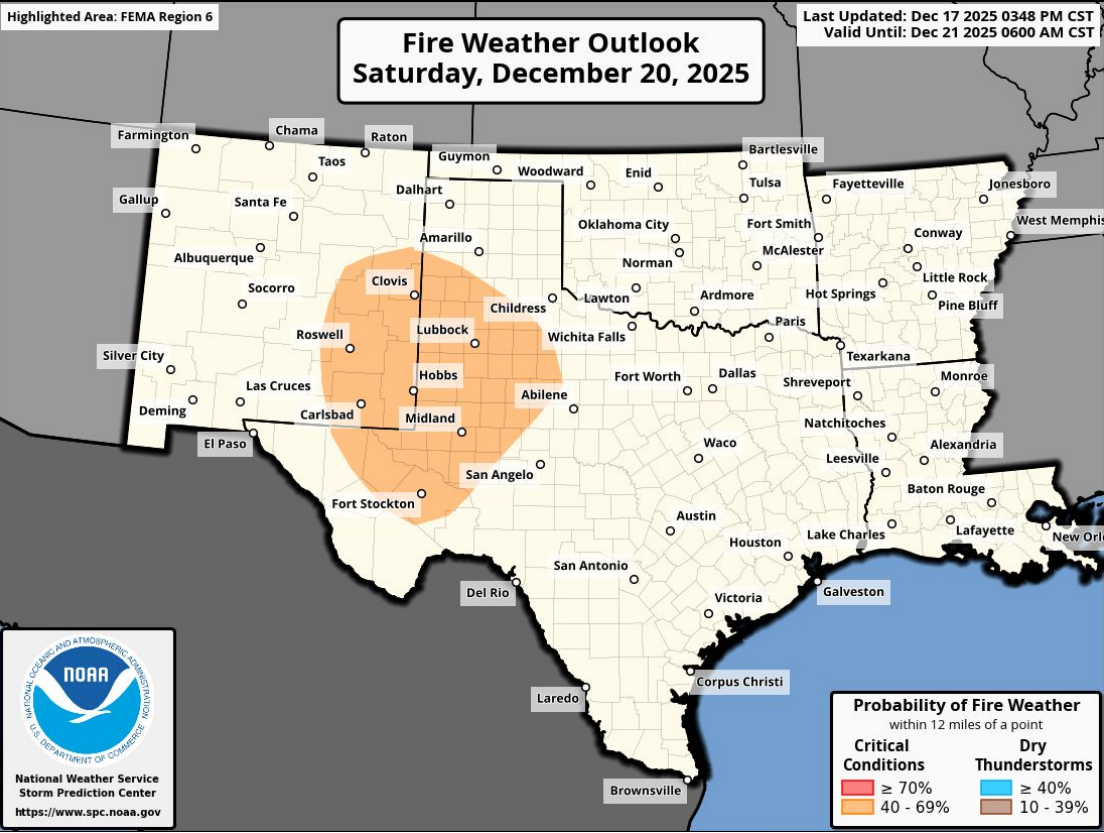 Highlighted Area: FEMA Region 6
Fire Weather Outlook
Saturday, December 20, 2025
Last Updated: Dec 17 2025 0348 PM CST
Valid Until: Dec 21 2025 0600 AM CST
Farmington
Chama
Raton
Guymon
Bartlesville
Taos
Woodward
Enid
Tulsa
Fayetteville
Jonesboro
Gallup
Santa Fe
Dalhart
West Memphis
Oklahoma City
Fort Smith
Conway
Albuquerque
Amarillo
Norman
McAlester
Little Rock
Socorro
Clovis
Childress
Lawton
Ardmore
Hot Springs
Pine Bluff
Roswell
Lubbock
Wichita Falls
Paris
Silver City
Texarkana
Las Cruces
Hobbs
Fort Worth
Dallas
Shreveport
Monroe
Deming
Carlsbad
Midland
Abilene
Natchitoches
El Paso
Waco
Alexandria
San Angelo
Leesville
Fort Stockton
Baton Rouge
Austin
Lake Charles
Lafayette
New Orl
Houston
San Antonio
Del Rio
Galveston
Victoria
Laredo
Corpus Christi
Brownsville
NATIONAL OCEANIC AND ATMOSPHERIC ADMINISTRATION
NOAA
U.S. DEPARTMENT OF COMMERCE
National Weather Service
Storm Prediction Center
https://www.spc.noaa.gov
Probability of Fire Weather
within 12 miles of a point
Critical Conditions
≥ 70%
40 - 69%
Dry Thunderstorms
≥ 40%
10 - 39%